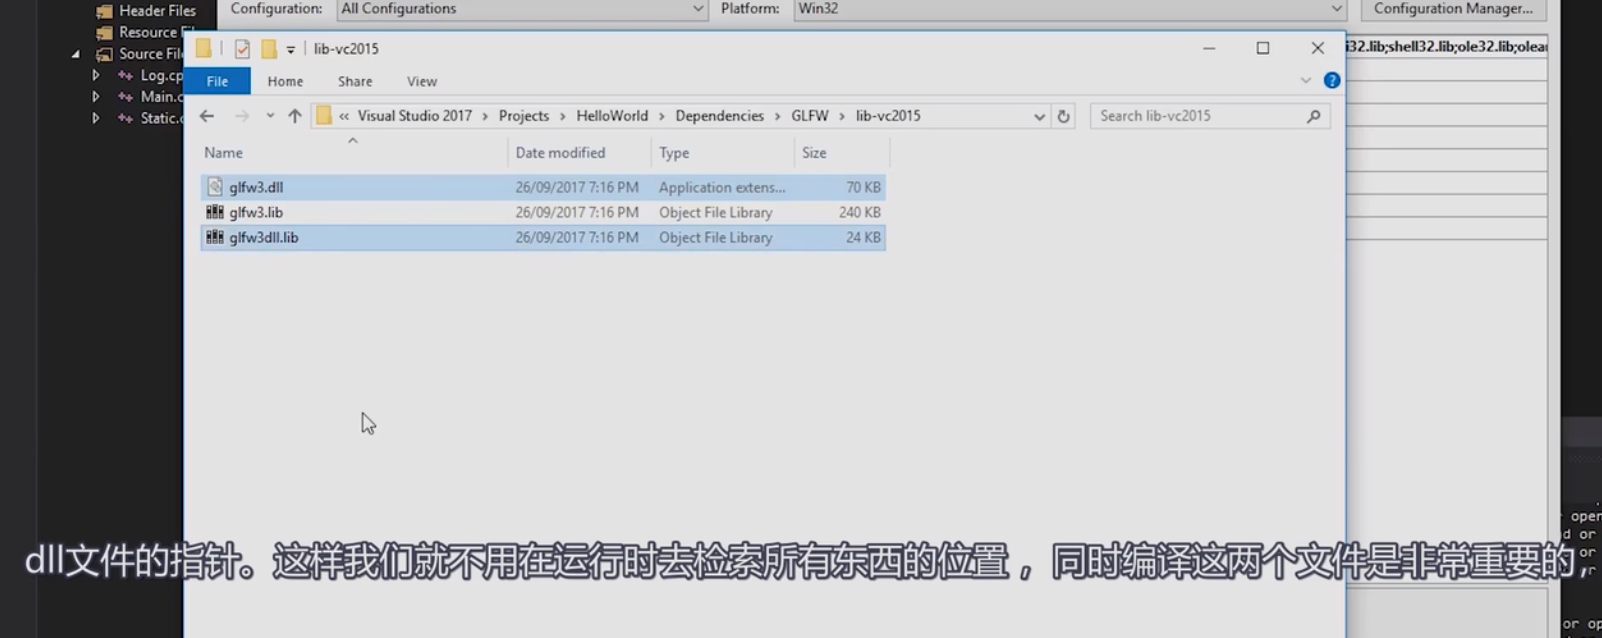 Header Files
Configuration: All Configurations Platform: Win32 Configuration Manager...
Resource
Source
lib-vc2015
i32.lib;shell32.lib;ole32.lib;olea
Log.cp
File Home Share View
Main.c
Static.c
« Visual Studio 2017 > Projects > HelloWorld > Dependencies > GLFW > lib-vc2015
Search lib-vc2015
Name Date modified Type Size
glfw3.dll 26/09/2017 7:16 PM Application extens... 70 KB
glfw3.lib 26/09/2017 7:16 PM Object File Library 240 KB
glfw3dll.lib 26/09/2017 7:16 PM Object File Library 24 KB
open
d or
or
dll文件的指针。这样我们就不用在运行时去检索所有东西的位置，同时编译这两个文件是非常重要的，
or op